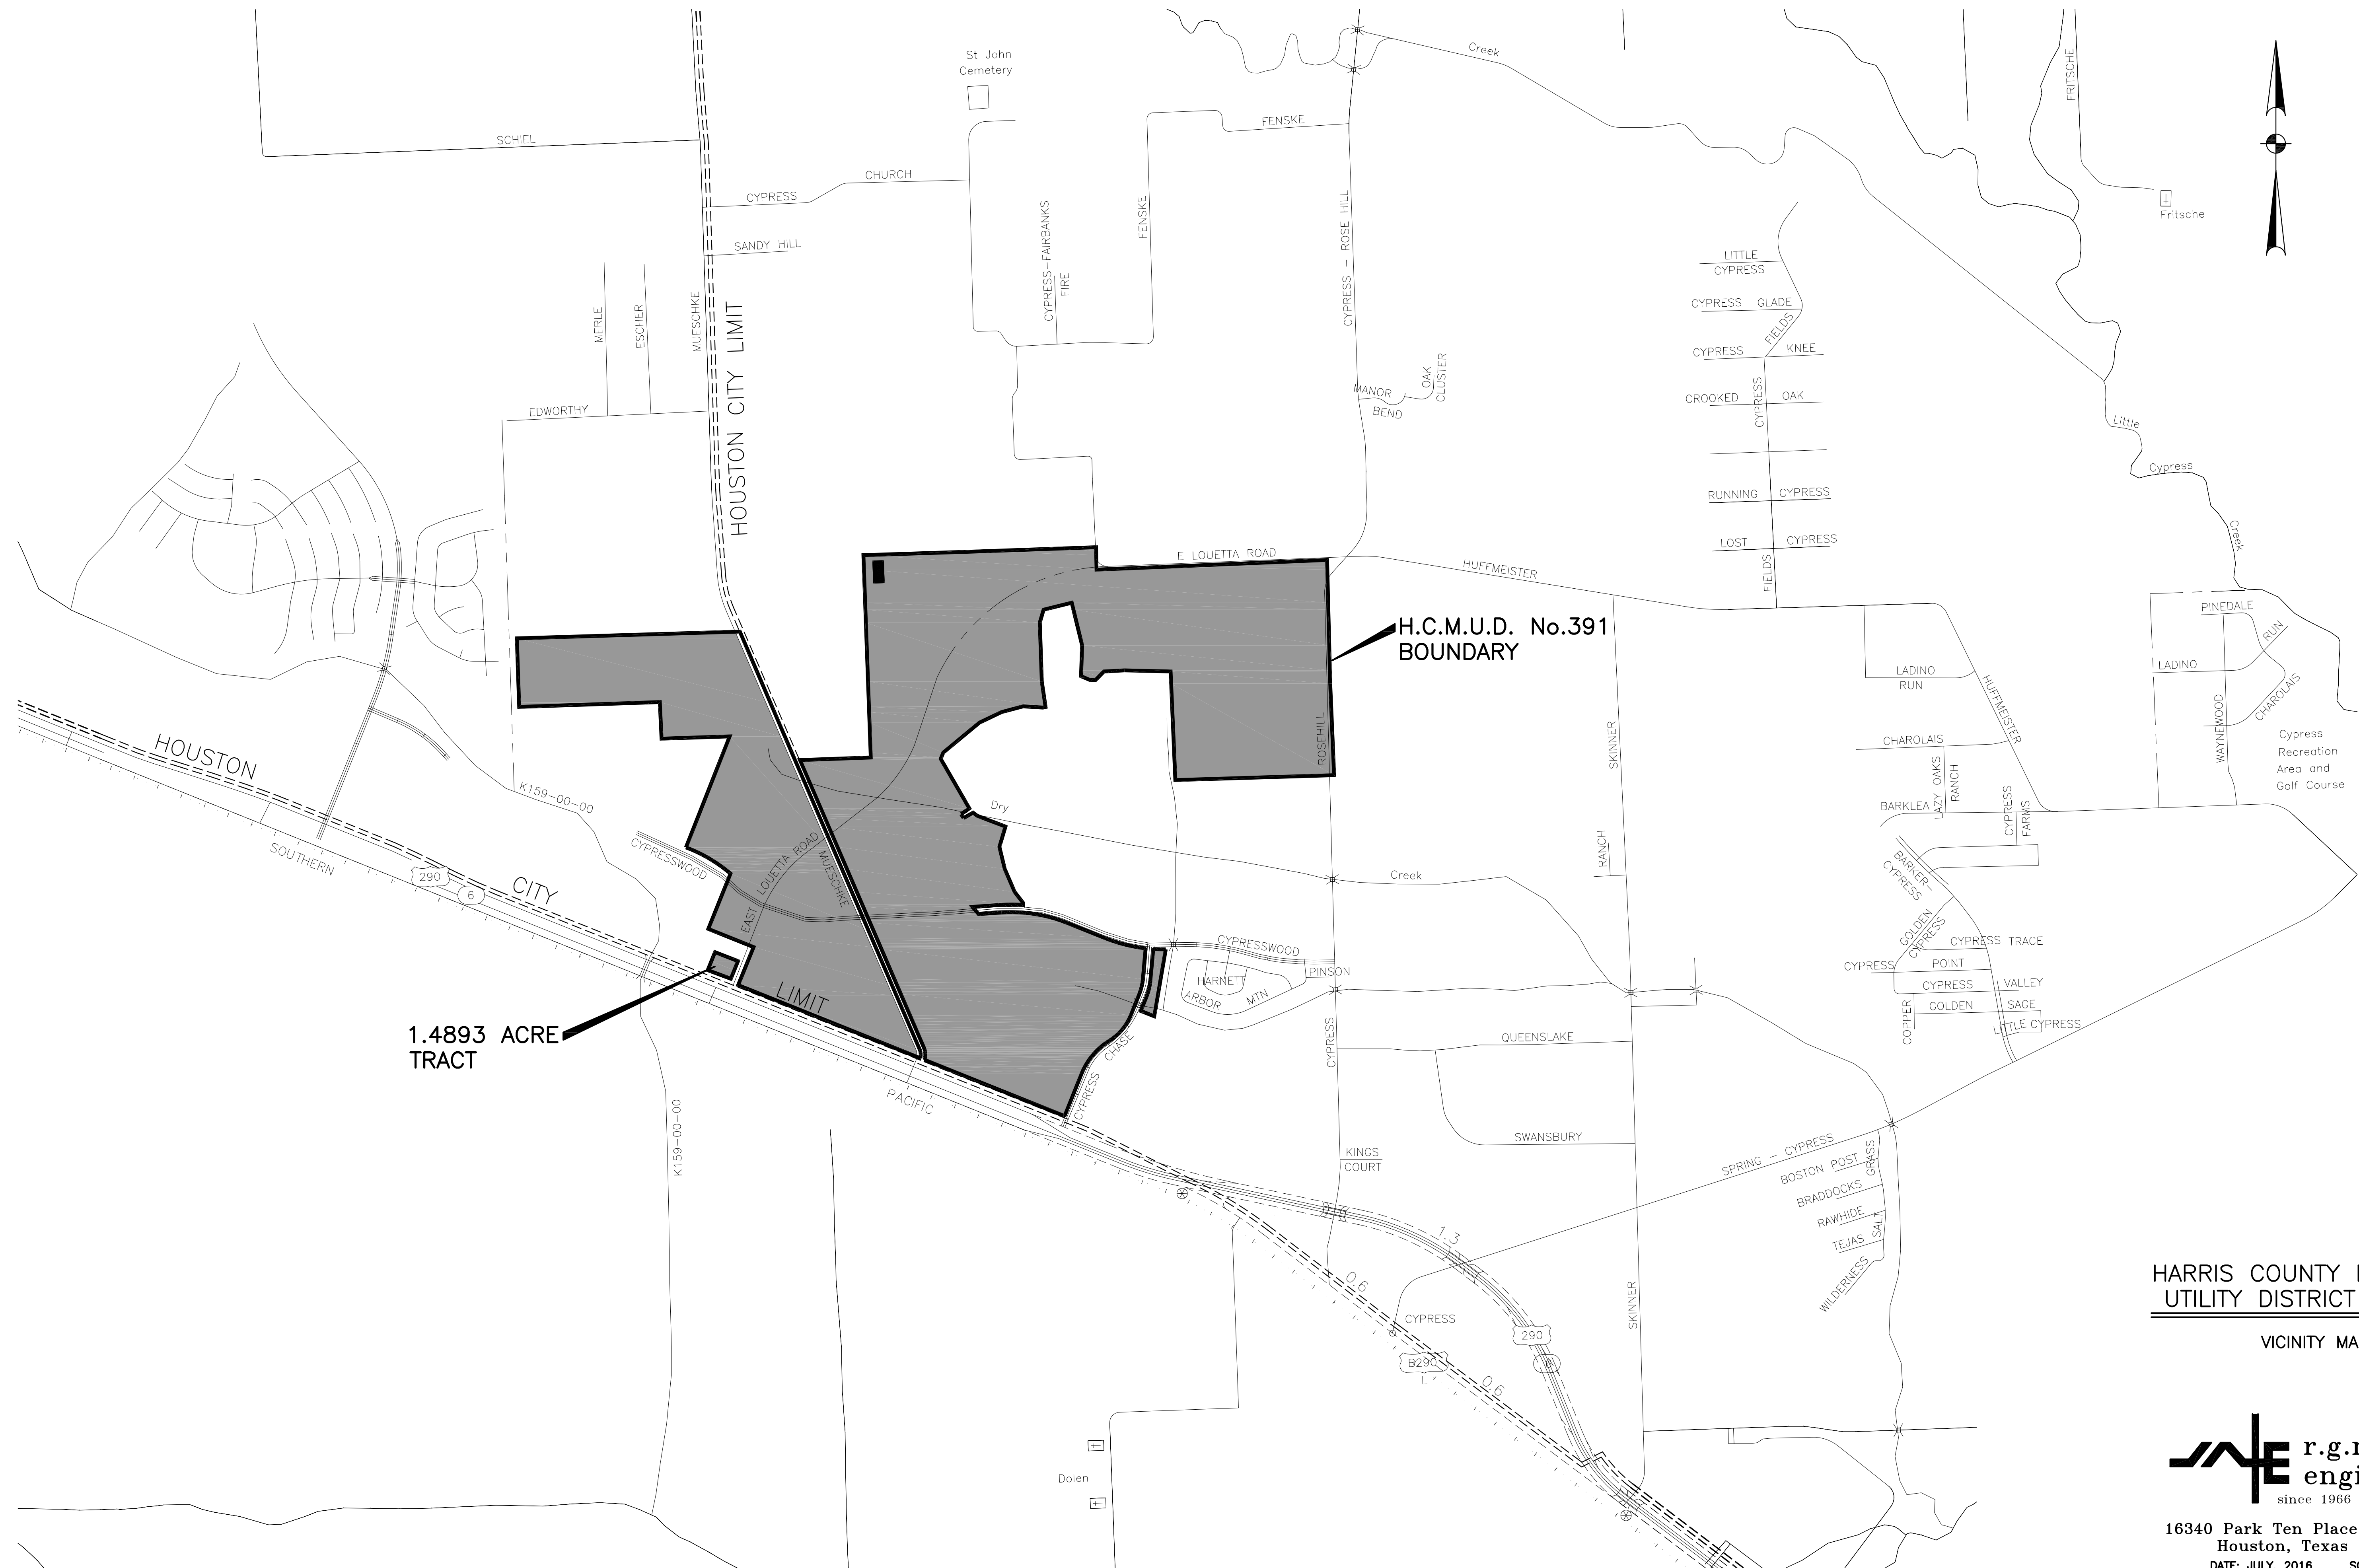 St John
Cemetery
Creek
FRITSCHE
Fritsche
SCHIEL
FENSKE
CHURCH
CYPRESS
SANDY HILL
CYPRESS-FAIRBANKS
FIRE
FENSKE
CYPRESS - ROSE HILL
MERLE
ESCHER
MUESCHKE
HOUSTON CITY LIMIT
LITTLE
CYPRESS
CYPRESS GLADE
FIELDS
CYPRESS KNEE
CYPRESS
CROOKED OAK
EDWORTHY
MANOR
BEND
OAK
CLUSTER
Little
Cypress
Creek
RUNNING CYPRESS
LOST CYPRESS
FIELDS
E LOUETTA ROAD
HUFFMEISTER
H.C.M.U.D. No.391
BOUNDARY
PINEDALE
RUN
LADINO
CHAROLAIS
WAYNEWOOD
LADINO
RUN
HUFFMEISTER
CHAROLAIS
Cypress
Recreation
Area and
Golf Course
LAZY OAKS
RANCH
BARKLEA
CYPRESS
FARMS
ROSEHILL
SKINNER
RANCH
HOUSTON
K159-00-00
CYPRESSWOOD
SOUTHERN
290
6
CITY
EAST LOUETTA ROAD
MUESCHKE
Dry
Creek
BARKER-
CYPRESS
GOLDEN
CYPRESS
CYPRESS TRACE
CYPRESS POINT
CYPRESS VALLEY
GOLDEN SAGE
COPPER
LITTLE CYPRESS
CYPRESSWOOD
PINSON
HARNETT
ARBOR MTN
LIMIT
1.4893 ACRE
TRACT
PACIFIC
CYPRESS CHASE
CYPRESS
QUEENSLAKE
SWANSBURY
KINGS
COURT
K159-00-00
SPRING - CYPRESS
BOSTON POST
GRASS
BRADDOCKS
RAWHIDE
SALT
TEJAS
WILDERNESS
1.3
0.6
CYPRESS
290
6
B290
L
0.6
SKINNER
Dolen
HARRIS COUNTY
UTILITY DISTRICT
VICINITY MA
r.g.
engi
since 1966
16340 Park Ten Place
Houston, Texas
DATE: JULY, 2016